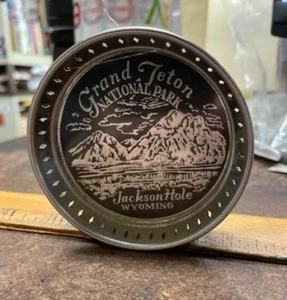 Grand Teton
NATIONAL PARK
Jackson Hole
WYOMING